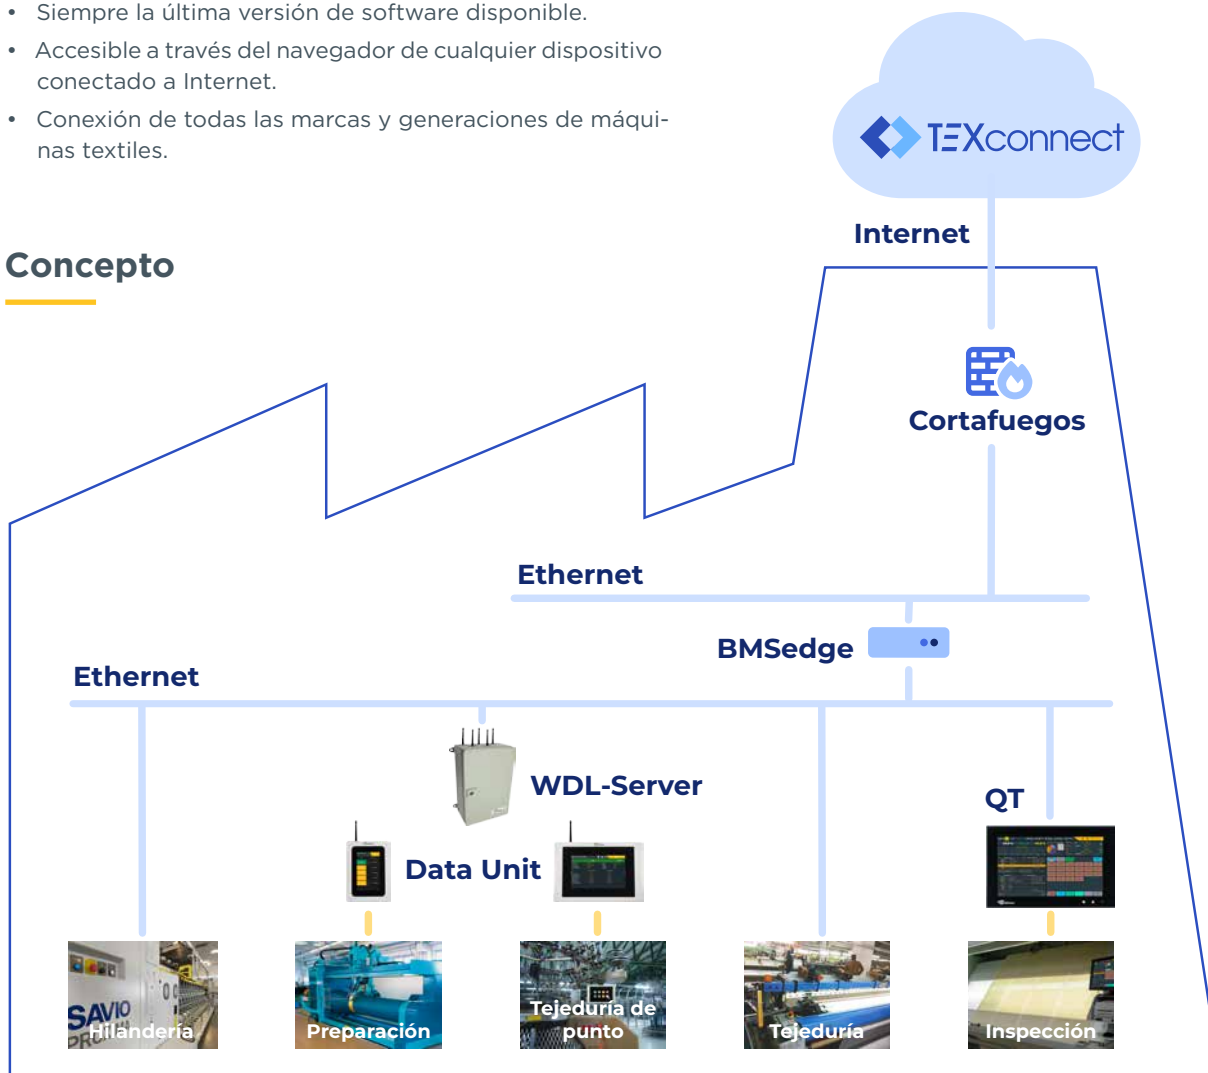 • Siempre la última versión de software disponible.
• Accesible a través del navegador de cualquier dispositivo
conectado a Internet.
• Conexión de todas las marcas y generaciones de máqui-
nas textiles.
TEXconnect
Internet
Concepto
Cortafuegos
Ethernet
BMSedge
Ethernet
WDL-Server
QT
Data Unit
SAVIO
Hilandería
Preparación
Tejeduría de
punto
Tejeduría
Inspección